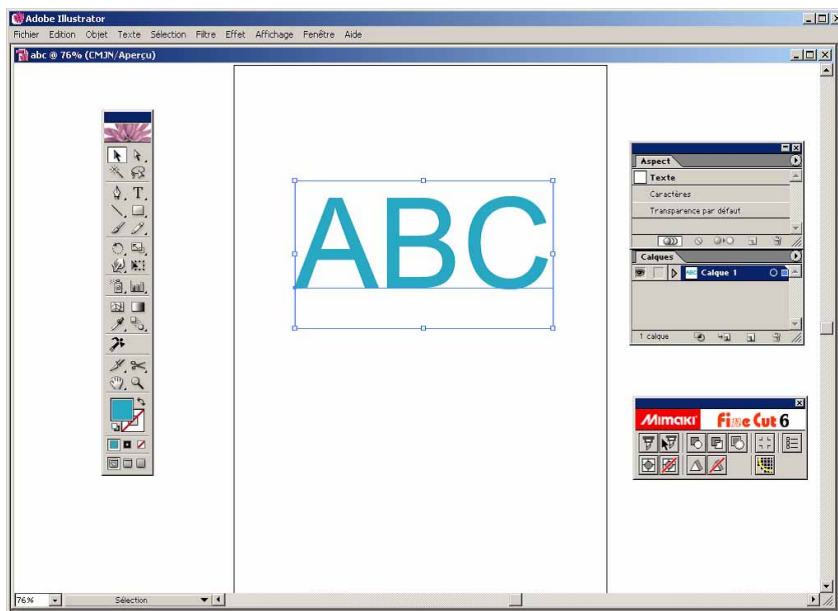 Adobe Illustrator
Fichier Edition Objet Texte Sélection Filtre Effet Affichage Fenêtre Aide
abc @ 76% (CMJN/Aperçu)
ABC
Aspect
Texte
Caractères
Transparence par défaut
Calques
ABC Calque 1
1 calque
MIMAKI Fine Cut 6
76% Sélection